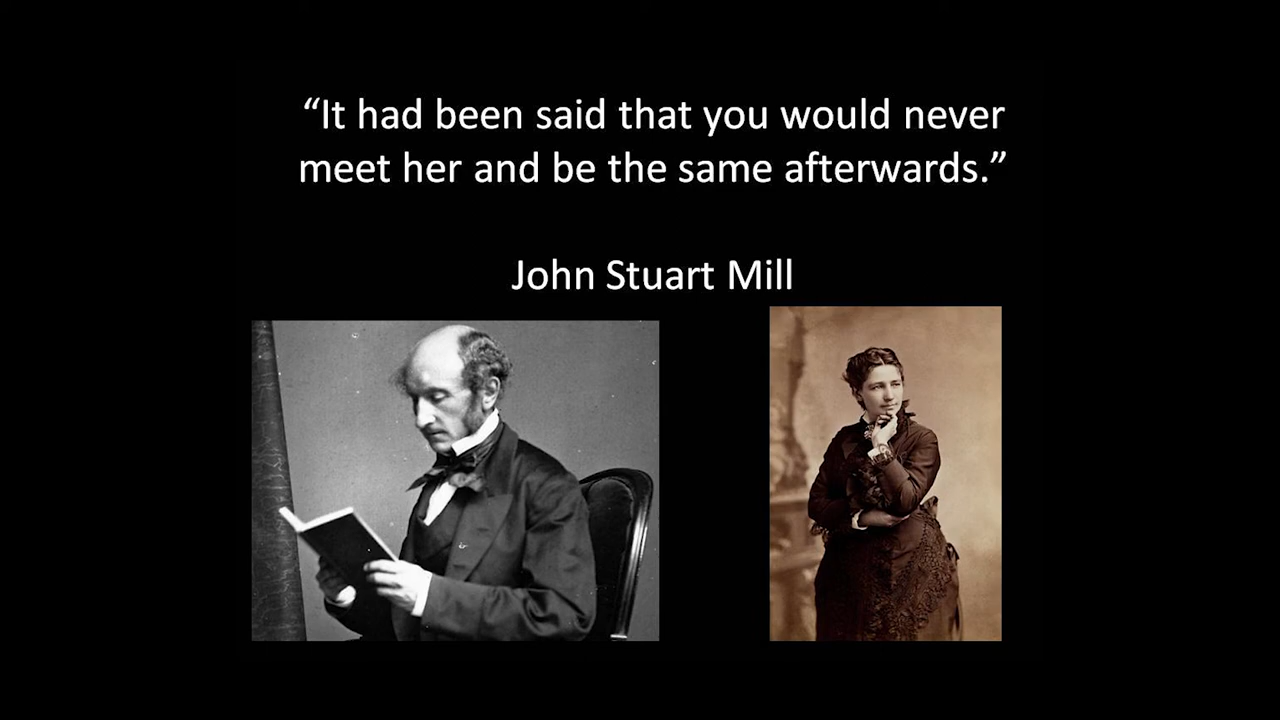 “It had been said that you would never
meet her and be the same afterwards.”
John Stuart Mill